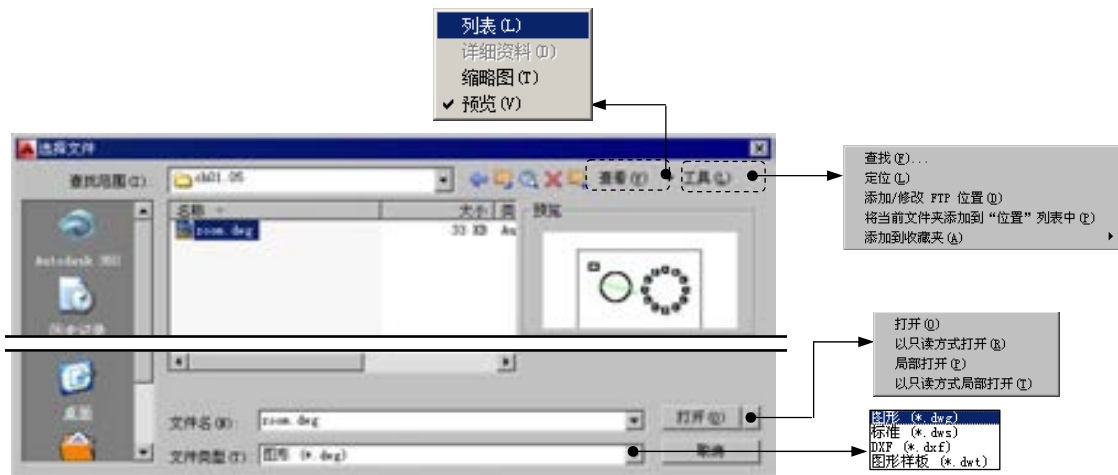 列表(L)
详细资料(D)
缩略图(T)
✓ 预览(V)
选择文件
查找范围(I):
ch01.05
查看(V)
工具(L)
查找(F)...
定位(L)
添加/修改 FTP 位置(D)
将当前文件夹添加到“位置”列表中(P)
添加到收藏夹(A)
名称
大小
类
预览
room.dwg
33 KB
Au
Autodesk 360
历史记录
打开(O)
以只读方式打开(R)
局部打开(P)
以只读方式局部打开(T)
桌面
文件名(N):
room.dwg
打开(O)
图形 (*.dwg)
标准 (*.dws)
DXF (*.dxf)
图形样板 (*.dwt)
文件类型(T):
图形 (*.dwg)
取消